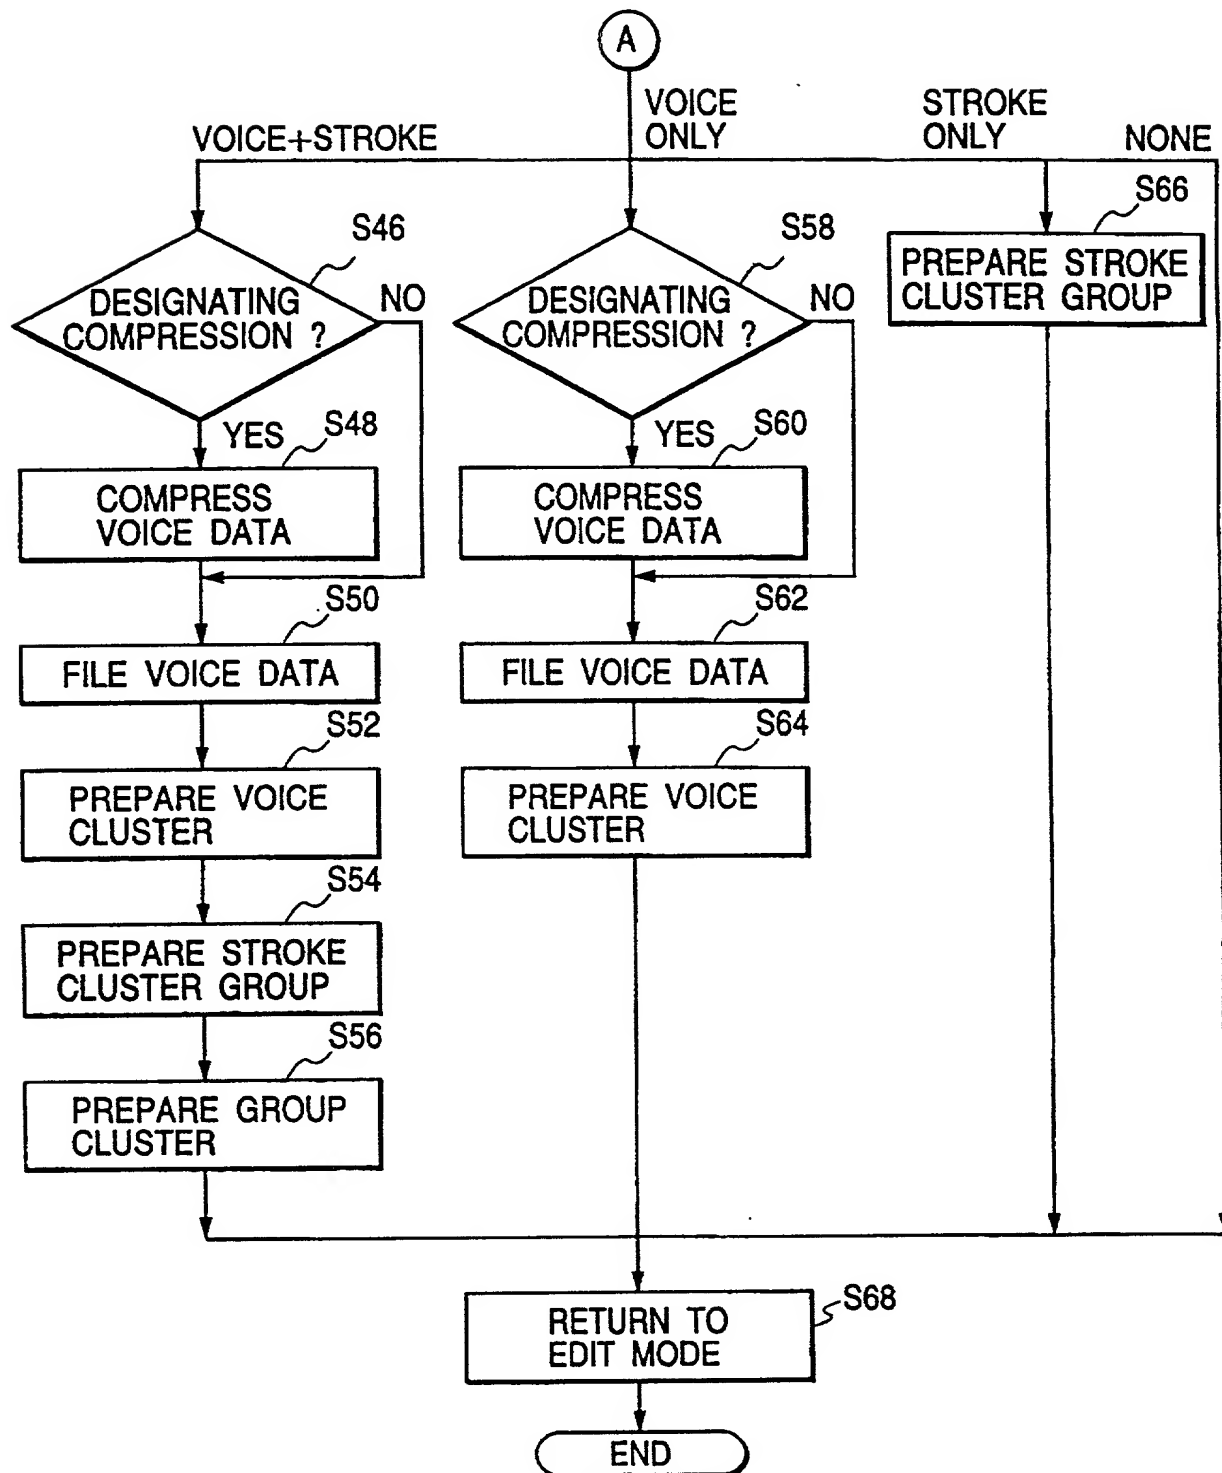 A
VOICE
ONLY
STROKE
ONLY
VOICE+STROKE
NONE
S46
S58
S66
DESIGNATING
COMPRESSION ?
NO
DESIGNATING
COMPRESSION ?
NO
PREPARE STROKE
CLUSTER GROUP
YES
S48
YES
S60
COMPRESS
VOICE DATA
COMPRESS
VOICE DATA
S50
S62
FILE VOICE DATA
FILE VOICE DATA
S52
S64
PREPARE VOICE
CLUSTER
PREPARE VOICE
CLUSTER
S54
PREPARE STROKE
CLUSTER GROUP
S56
PREPARE GROUP
CLUSTER
S68
RETURN TO
EDIT MODE
END